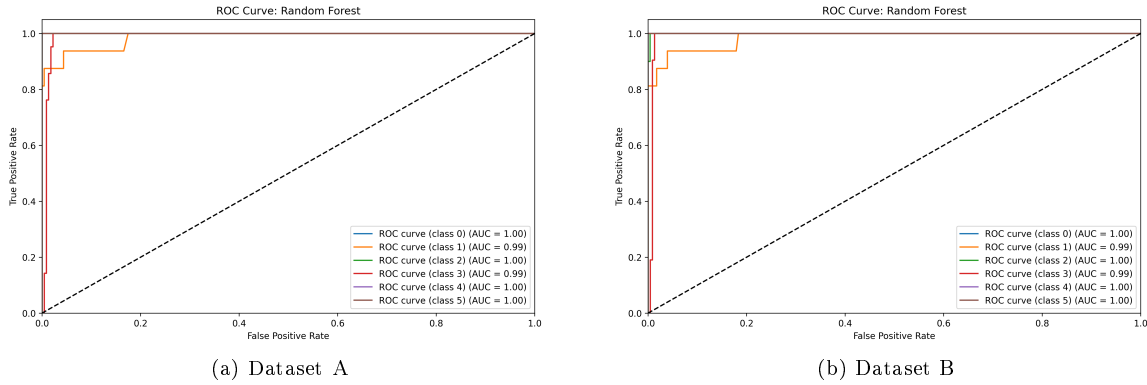 ROC Curve: Random Forest
1.0
0.8
0.6
0.4
0.2
0.0
True Positive Rate
0.0 0.2 0.4 0.6 0.8 1.0
False Positive Rate
ROC curve (class 0) (AUC = 1.00)
ROC curve (class 1) (AUC = 0.99)
ROC curve (class 2) (AUC = 1.00)
ROC curve (class 3) (AUC = 0.99)
ROC curve (class 4) (AUC = 1.00)
ROC curve (class 5) (AUC = 1.00)
(a) Dataset A
ROC Curve: Random Forest
1.0
0.8
0.6
0.4
0.2
0.0
True Positive Rate
0.0 0.2 0.4 0.6 0.8 1.0
False Positive Rate
ROC curve (class 0) (AUC = 1.00)
ROC curve (class 1) (AUC = 0.99)
ROC curve (class 2) (AUC = 1.00)
ROC curve (class 3) (AUC = 0.99)
ROC curve (class 4) (AUC = 1.00)
ROC curve (class 5) (AUC = 1.00)
(b) Dataset B